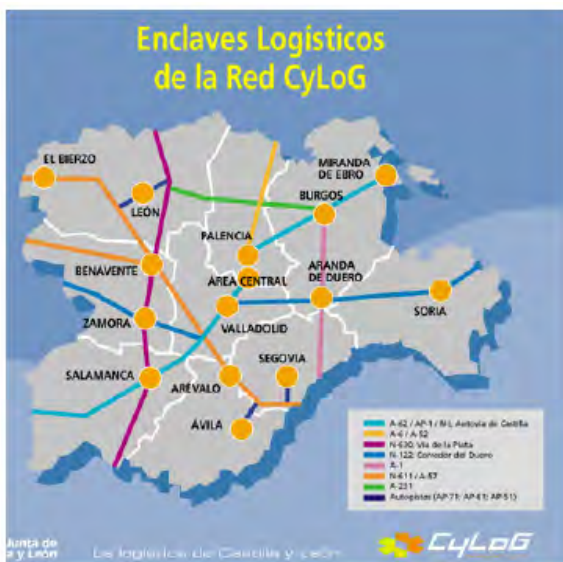 Enclaves Logísticos
de la Red CyLoG
EL BIERZO
LEÓN
MIRANDA
DE EBRO
BURGOS
PALENCIA
BENAVENTE
ÁREA CENTRAL
ARANDA
DE DUERO
ZAMORA
VALLADOLID
SORIA
SALAMANCA
ARÉVALO
SEGOVIA
ÁVILA
A-62 / AP-1 / N-I, Autovía de Castilla
A-6 / A-52
N-630, Vía de la Plata
N-122, Corredor del Duero
A-1
N-611 / A-67
A-231
Autopistas (AP-71; AP-61; AP-51)
Junta de
a y León
La logística de Castilla y León
CyLoG